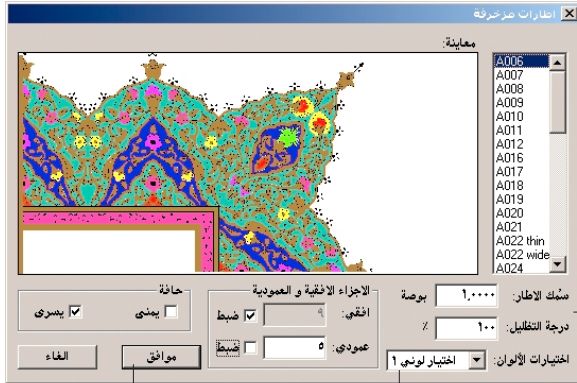 اطارات مزخرفة
معاينة:
A006
A007
A008
A009
A010
A011
A012
A016
A017
A018
A019
A020
A021
A022 thin
A022 wide
A024
سُمك الاطار: ١,٠٠٠٠ بوصة
درجة التظليل: ١٠٠ ٪
اختيارات الألوان: اختيار لوني ١
الاجزاء الافقية و العمودية
افقي: ٩ ضبط
عمودي: ٥ ضبط
حافة
يمنى يسرى
موافق
الغاء